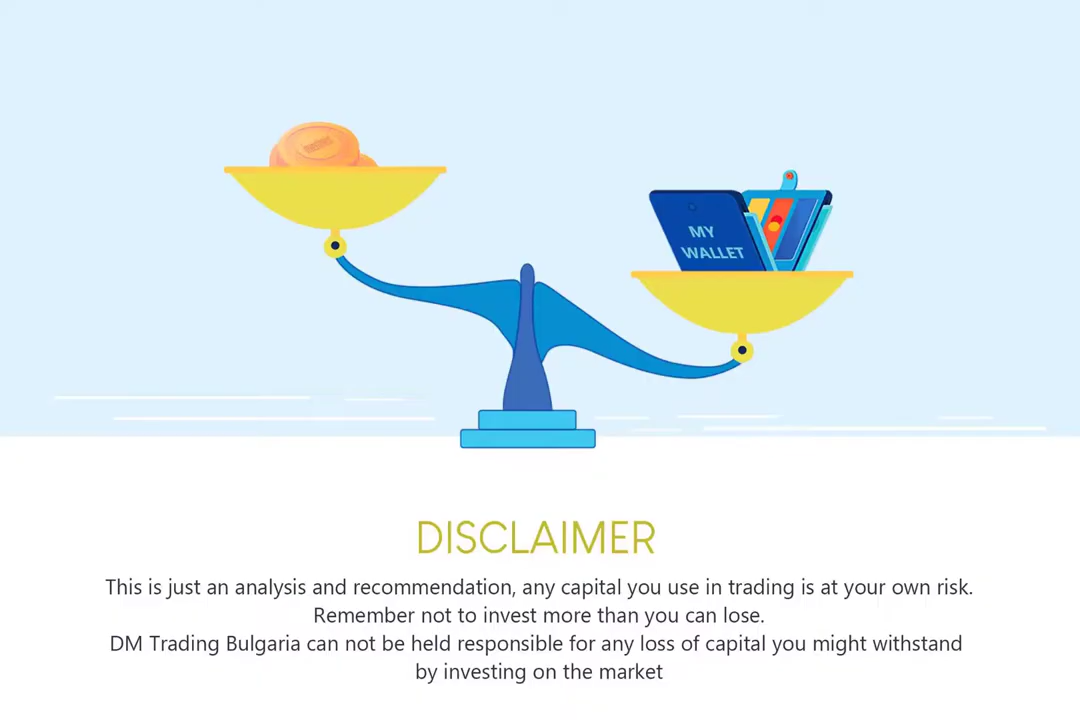 MY
WALLET
DISCLAIMER
This is just an analysis and recommendation, any capital you use in trading is at your own risk.
Remember not to invest more than you can lose.
DM Trading Bulgaria can not be held responsible for any loss of capital you might withstand
by investing on the market